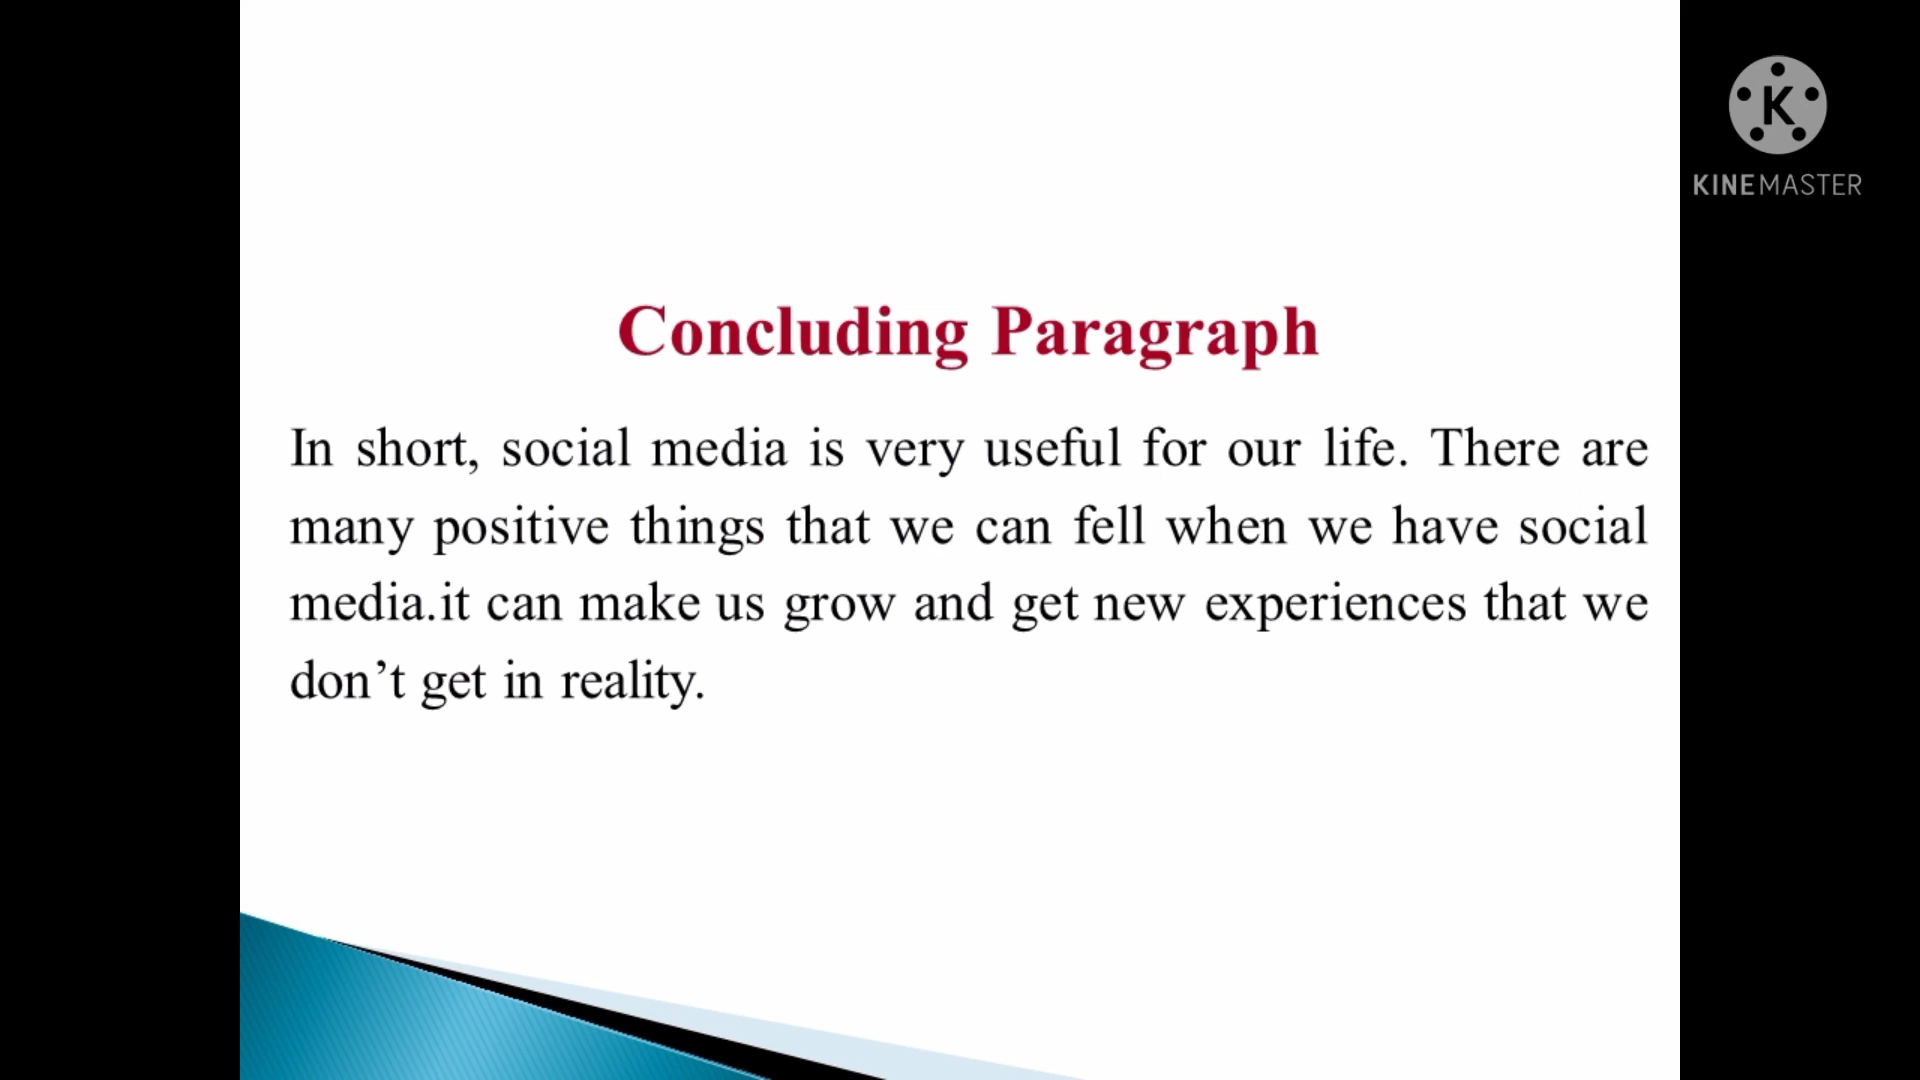 K
KINEMASTER
Concluding Paragraph
In short, social media is very useful for our life. There are
many positive things that we can fell when we have social
media.it can make us grow and get new experiences that we
don’t get in reality.